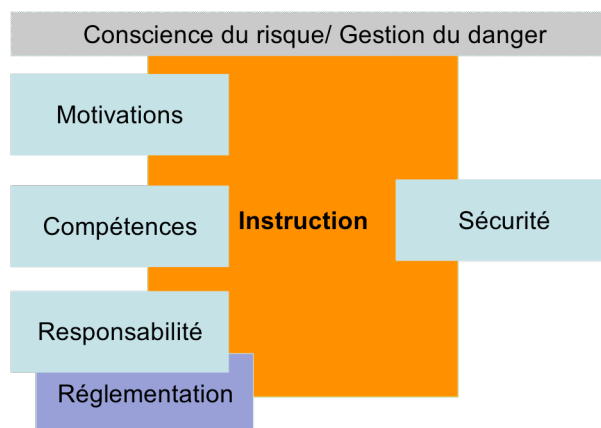 Conscience du risque/ Gestion du danger
Motivations
Compétences
Instruction
Sécurité
Responsabilité
Réglementation